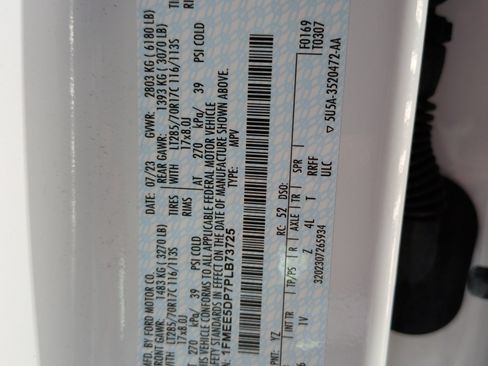 MFD. BY FORD MOTOR CO.
DATE: 07/23 GVWR: 2803 KG ( 6180 LB)
FRONT GAWR: 1483 KG ( 3270 LB) REAR GAWR: 1393 KG ( 3070 LB)
LT285/70R17C 116/113S TIRES WITH LT285/70R17C 116/113S TIRES WITH
17x8.0J RIMS 17x8.0J RIMS
AT 270 kPa/ 39 PSI COLD AT 270 kPa/ 39 PSI COLD
THIS VEHICLE CONFORMS TO ALL APPLICABLE FEDERAL MOTOR VEHICLE
SAFETY STANDARDS IN EFFECT ON THE DATE OF MANUFACTURE SHOWN ABOVE.
1FMEE5DP7PLB73725 TYPE: MPV
F0169
T0307
3202307265934
PNT: YZ RC: 52 DSO:
INT TR TP/PS R AXLE TR SPR
1V Z 4L T RRFF
ULC ▽ 5U5A-3520472-AA